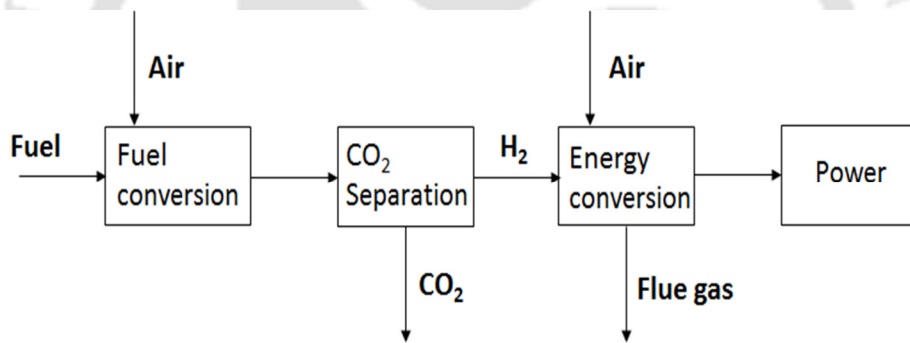 Air
Air
Fuel
Fuel
conversion
CO₂
Separation
H₂
Energy
conversion
Power
CO₂
Flue gas